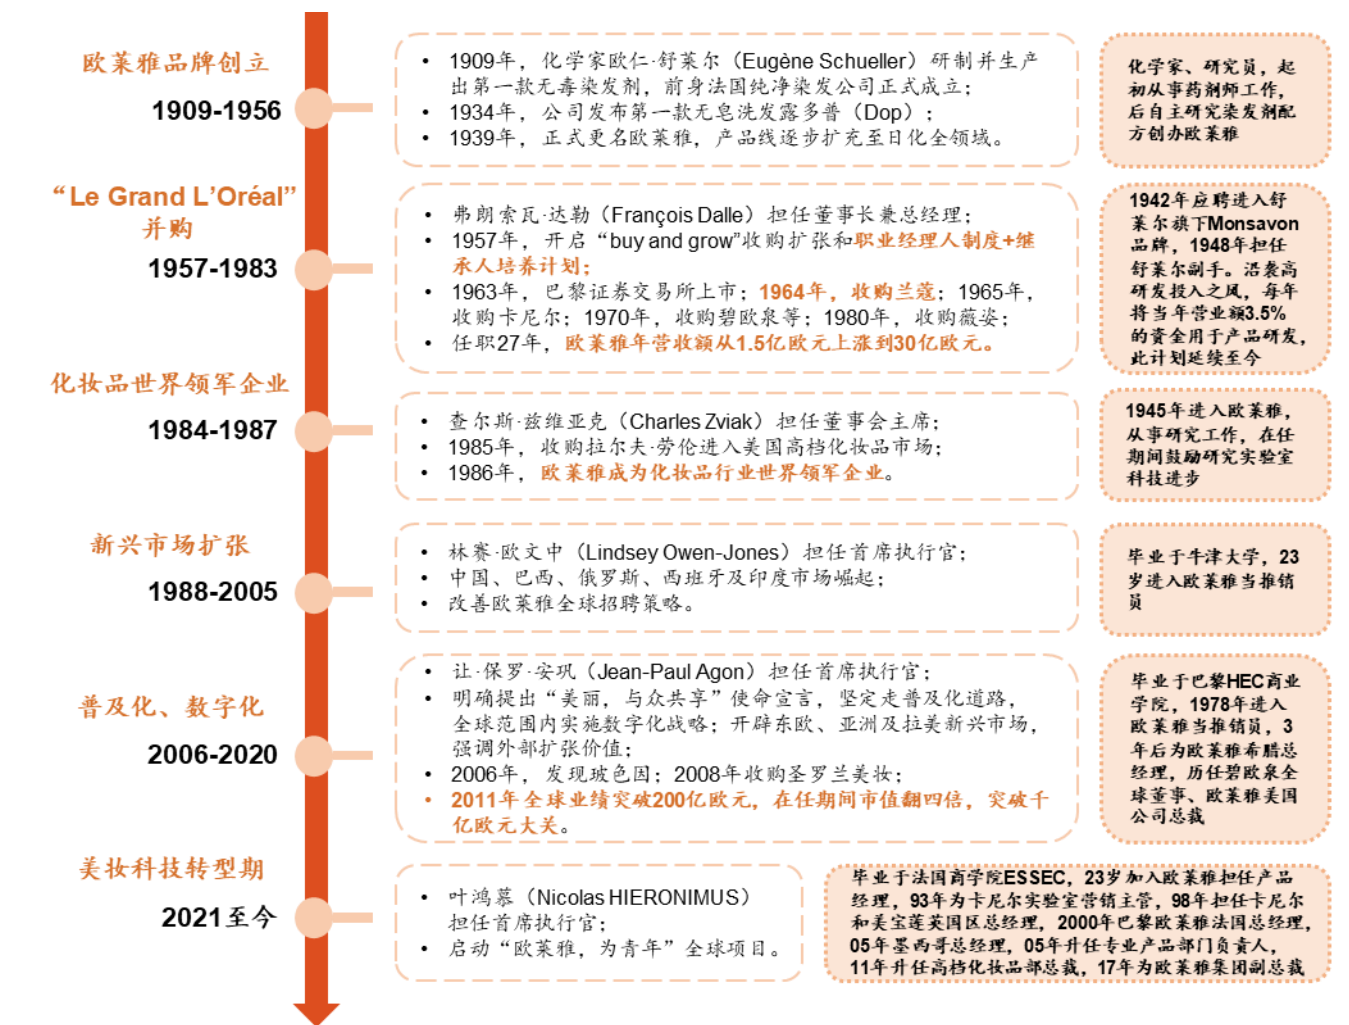 欧莱雅品牌创立
1909-1956
• 1909年，化学家欧仁·舒莱尔（Eugène Schueller）研制并生产
出第一款无毒染发剂，前身法国纯净染发公司正式成立；
• 1934年，公司发布第一款无皂洗发露多普（Dop）；
• 1939年，正式更名欧莱雅，产品线逐步扩充至日化全领域。
化学家、研究员，起
初从事药剂师工作，
后自主研究染发剂配
方创办欧莱雅
“Le Grand L’Oréal”
并购
1957-1983
• 弗朗索瓦·达勒（François Dalle）担任董事长兼总经理；
• 1957年，开启“buy and grow”收购扩张和职业经理人制度+继
承人培养计划；
• 1963年，巴黎证券交易所上市；1964年，收购兰蔻；1965年，
收购卡尼尔；1970年，收购碧欧泉等；1980年，收购薇姿；
• 任职27年，欧莱雅年营收额从1.5亿欧元上涨到30亿欧元。
1942年应聘进入舒
莱尔旗下Monsavon
品牌，1948年担任
舒莱尔副手。沿袭高
研发投入之风，每年
将当年营业额3.5%
的资金用于产品研发，
此计划延续至今
化妆品世界领军企业
1984-1987
• 查尔斯·兹维亚克（Charles Zviak）担任董事会主席；
• 1985年，收购拉尔夫·劳伦进入美国高档化妆品市场；
• 1986年，欧莱雅成为化妆品行业世界领军企业。
1945年进入欧莱雅，
从事研究工作，在任
期间鼓励研究实验室
科技进步
新兴市场扩张
1988-2005
• 林赛·欧文中（Lindsey Owen-Jones）担任首席执行官；
• 中国、巴西、俄罗斯、西班牙及印度市场崛起；
• 改善欧莱雅全球招聘策略。
毕业于牛津大学，23
岁进入欧莱雅当推销
员
普及化、数字化
2006-2020
• 让·保罗·安巩（Jean-Paul Agon）担任首席执行官；
• 明确提出“美丽，与众共享”使命宣言，坚定走普及化道路，
全球范围内实施数字化战略；开辟东欧、亚洲及拉美新兴市场，
强调外部扩张价值；
• 2006年，发现玻色因；2008年收购圣罗兰美妆；
• 2011年全球业绩突破200亿欧元，在任期间市值翻四倍，突破千
亿欧元大关。
毕业于巴黎HEC商业
学院，1978年进入
欧莱雅当推销员，3
年后为欧莱雅希腊总
经理，历任碧欧泉全
球董事、欧莱雅美国
公司总裁
美妆科技转型期
2021至今
• 叶鸿慕（Nicolas HIERONIMUS）
担任首席执行官；
• 启动“欧莱雅，为青年”全球项目。
毕业于法国商学院ESSEC，23岁加入欧莱雅担任产品
经理，93年为卡尼尔实验室营销主管，98年担任卡尼尔
和美宝莲英国区总经理，2000年巴黎欧莱雅法国总经理，
05年墨西哥总经理，05年升任专业产品部门负责人，
11年升任高档化妆品部总裁，17年为欧莱雅集团副总裁